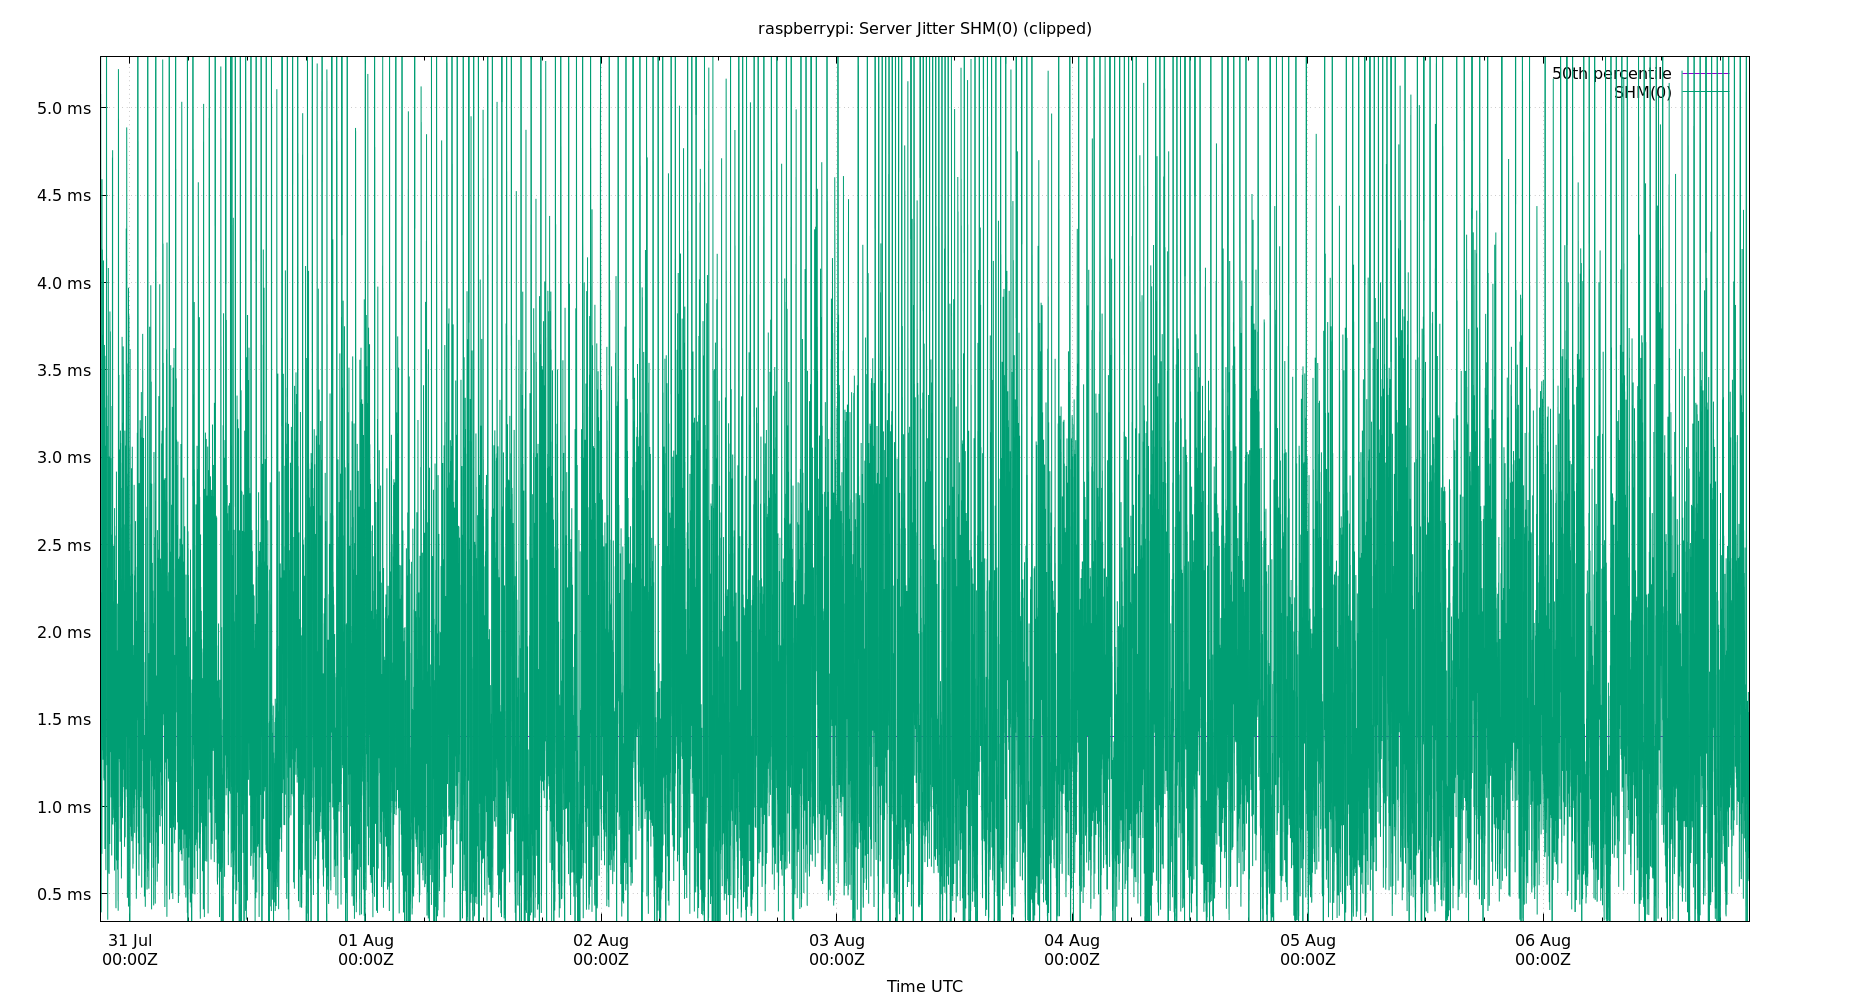 raspberrypi: Server Jitter SHM(0) (clipped)
50th percentile
SHM(0)
5.0 ms
4.5 ms
4.0 ms
3.5 ms
3.0 ms
2.5 ms
2.0 ms
1.5 ms
1.0 ms
0.5 ms
31 Jul 01 Aug 02 Aug 03 Aug 04 Aug 05 Aug 06 Aug
00:00Z 00:00Z 00:00Z 00:00Z 00:00Z 00:00Z 00:00Z
Time UTC